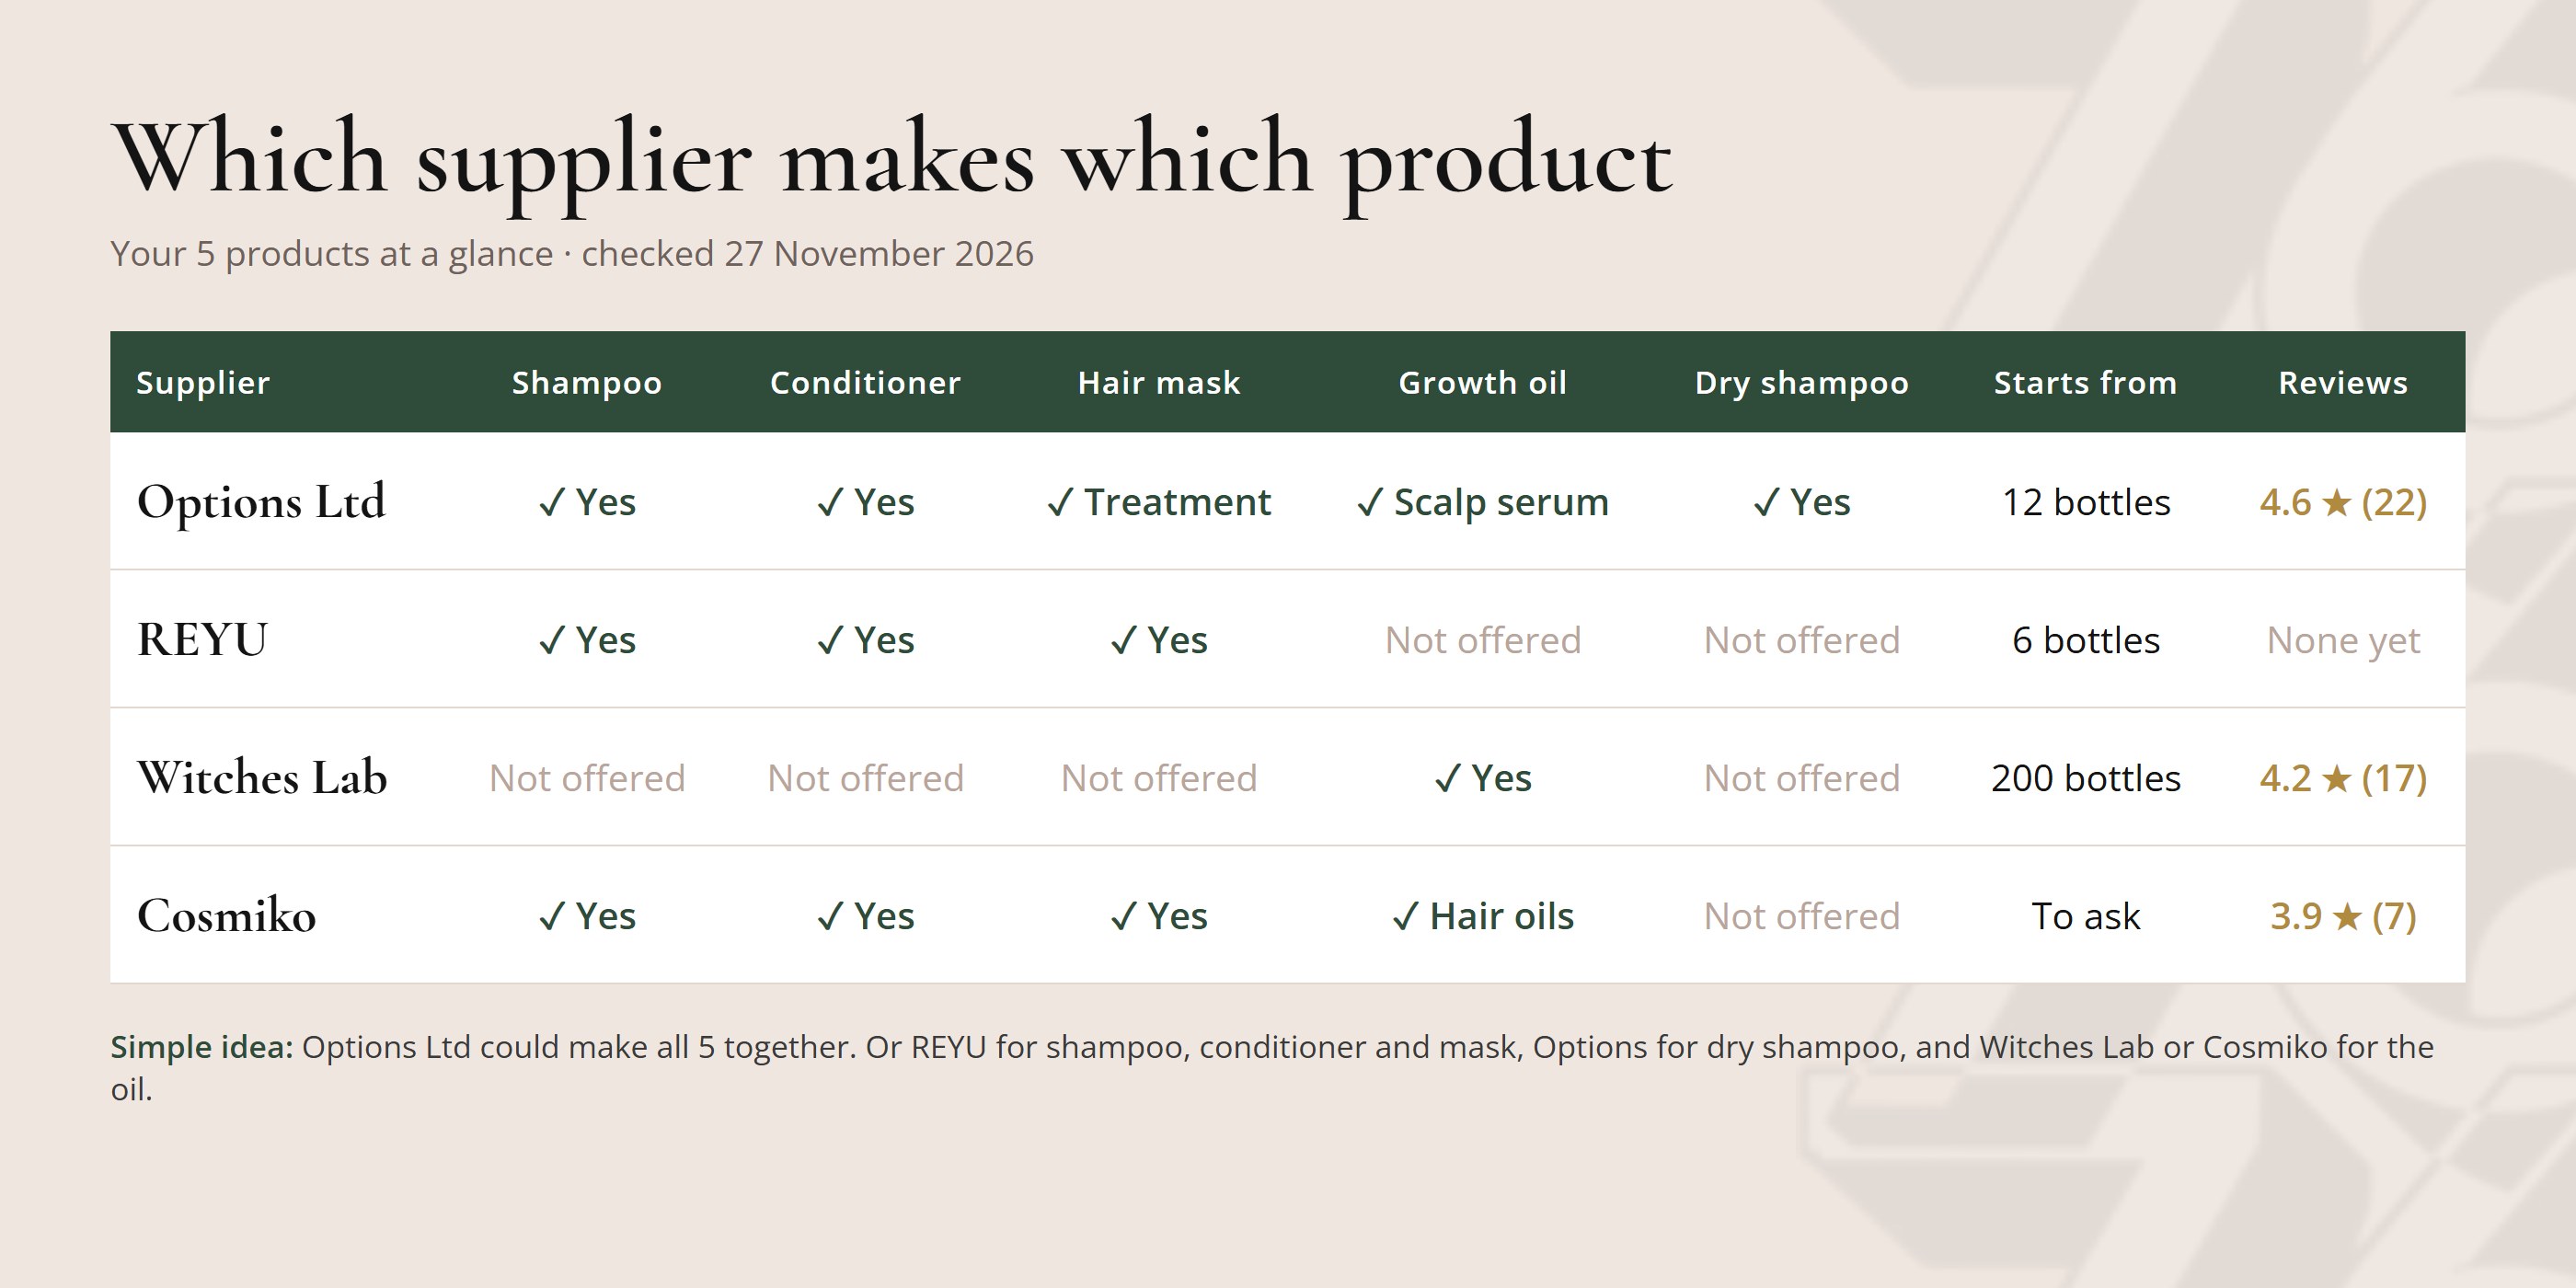 Which supplier makes which product
Your 5 products at a glance · checked 27 November 2026
Supplier Shampoo Conditioner Hair mask Growth oil Dry shampoo Starts from Reviews
Options Ltd ✓ Yes ✓ Yes ✓ Treatment ✓ Scalp serum ✓ Yes 12 bottles 4.6 ★ (22)
REYU ✓ Yes ✓ Yes ✓ Yes Not offered Not offered 6 bottles None yet
Witches Lab Not offered Not offered Not offered ✓ Yes Not offered 200 bottles 4.2 ★ (17)
Cosmiko ✓ Yes ✓ Yes ✓ Yes ✓ Hair oils Not offered To ask 3.9 ★ (7)
Simple idea: Options Ltd could make all 5 together. Or REYU for shampoo, conditioner and mask, Options for dry shampoo, and Witches Lab or Cosmiko for the
oil.